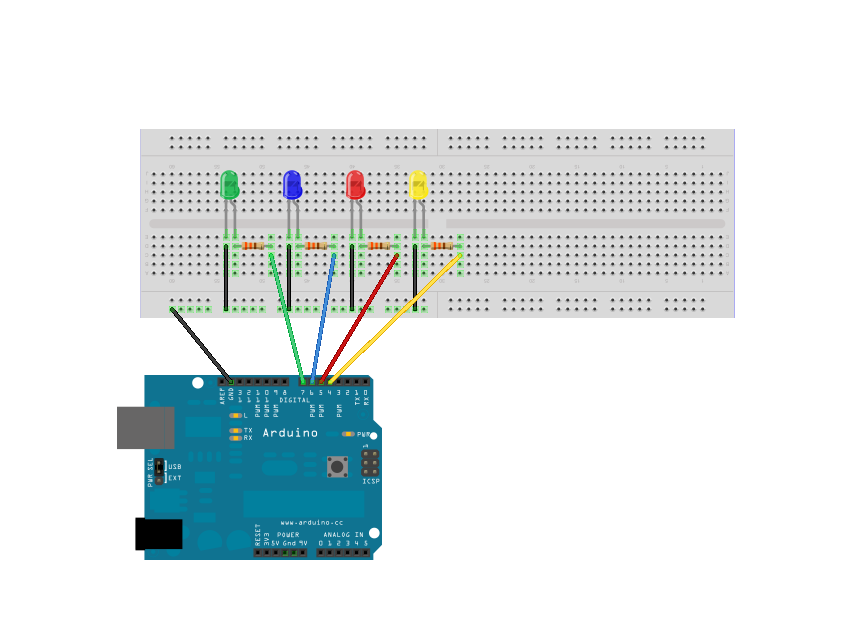 AREF
GND
13
12
11
10
9
8
7
6
5
4
3
2
1
0
DIGITAL
PWM
PWM
PWM
PWM
PWM
PWM
TX
RX
L
TX
RX
Arduino
PWR
1
ICSP
PWR SEL
USB
EXT
www.arduino.cc
POWER
ANALOG IN
RESET
3V3
5V Gnd 9V
0 1 2 3 4 5